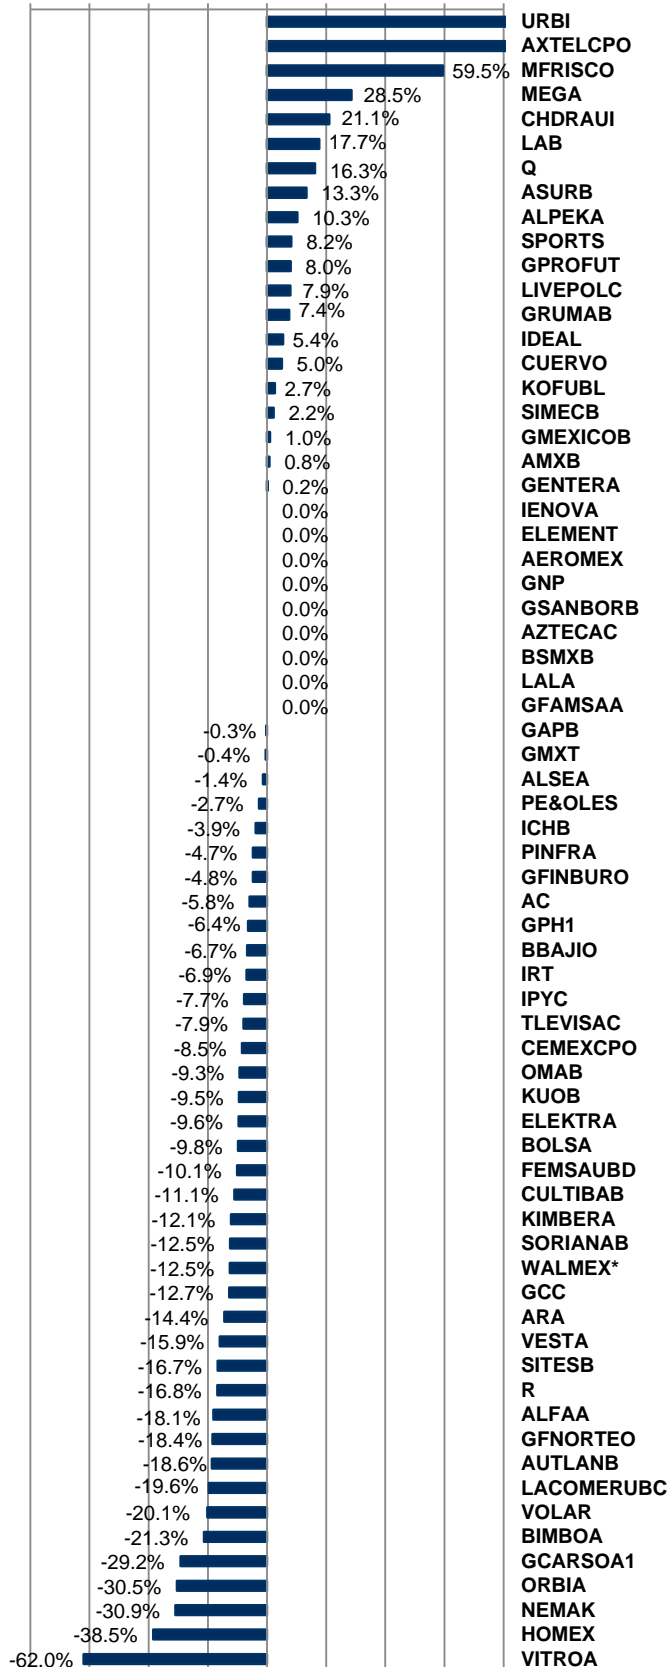 URBI
AXTELCPO
59.5% MFRISCO
28.5% MEGA
21.1% CHDRAUI
17.7% LAB
16.3% Q
13.3% ASURB
10.3% ALPEKA
8.2% SPORTS
8.0% GPROFUT
7.9% LIVEPOLC
7.4% GRUMAB
5.4% IDEAL
5.0% CUERVO
2.7% KOFUBL
2.2% SIMECB
1.0% GMEXICOB
0.8% AMXB
0.2% GENTERA
0.0% IENOVA
0.0% ELEMENT
0.0% AEROMEX
0.0% GNP
0.0% GSANBORB
0.0% AZTECAC
0.0% BSMXB
0.0% LALA
0.0% GFAMSAA
-0.3% GAPB
-0.4% GMXT
-1.4% ALSEA
-2.7% PE&OLES
-3.9% ICHB
-4.7% PINFRA
-4.8% GFINBURO
-5.8% AC
-6.4% GPH1
-6.7% BBAJIO
-6.9% IRT
-7.7% IPYC
-7.9% TLEVISAC
-8.5% CEMEXCPO
-9.3% OMAB
-9.5% KUOB
-9.6% ELEKTRA
-9.8% BOLSA
-10.1% FEMSAUBD
-11.1% CULTIBAB
-12.1% KIMBERA
-12.5% SORIANAB
-12.5% WALMEX*
-12.7% GCC
-14.4% ARA
-15.9% VESTA
-16.7% SITESB
-16.8% R
-18.1% ALFAA
-18.4% GFNORTEO
-18.6% AUTLANB
-19.6% LACOMERUBC
-20.1% VOLAR
-21.3% BIMBOA
-29.2% GCARSOA1
-30.5% ORBIA
-30.9% NEMAK
-38.5% HOMEX
-62.0% VITROA